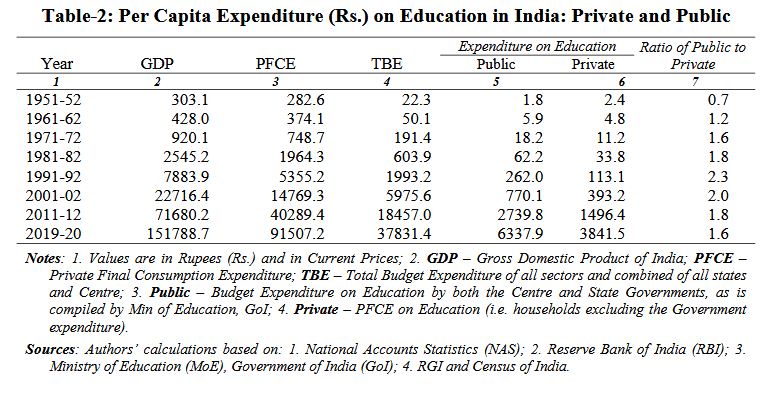 Table-2: Per Capita Expenditure (Rs.) on Education in India: Private and Public
Expenditure on Education Ratio of Public to
Year GDP PFCE TBE Public Private Private
1 2 3 4 5 6 7
1951-52 303.1 282.6 22.3 1.8 2.4 0.7
1961-62 428.0 374.1 50.1 5.9 4.8 1.2
1971-72 920.1 748.7 191.4 18.2 11.2 1.6
1981-82 2545.2 1964.3 603.9 62.2 33.8 1.8
1991-92 7883.9 5355.2 1993.2 262.0 113.1 2.3
2001-02 22716.4 14769.3 5975.6 770.1 393.2 2.0
2011-12 71680.2 40289.4 18457.0 2739.8 1496.4 1.8
2019-20 151788.7 91507.2 37831.4 6337.9 3841.5 1.6
Notes: 1. Values are in Rupees (Rs.) and in Current Prices; 2. GDP – Gross Domestic Product of India; PFCE –
Private Final Consumption Expenditure; TBE – Total Budget Expenditure of all sectors and combined of all states
and Centre; 3. Public – Budget Expenditure on Education by both the Centre and State Governments, as is
compiled by Min of Education, GoI; 4. Private – PFCE on Education (i.e. households excluding the Government
expenditure).
Sources: Authors’ calculations based on: 1. National Accounts Statistics (NAS); 2. Reserve Bank of India (RBI); 3.
Ministry of Education (MoE), Government of India (GoI); 4. RGI and Census of India.